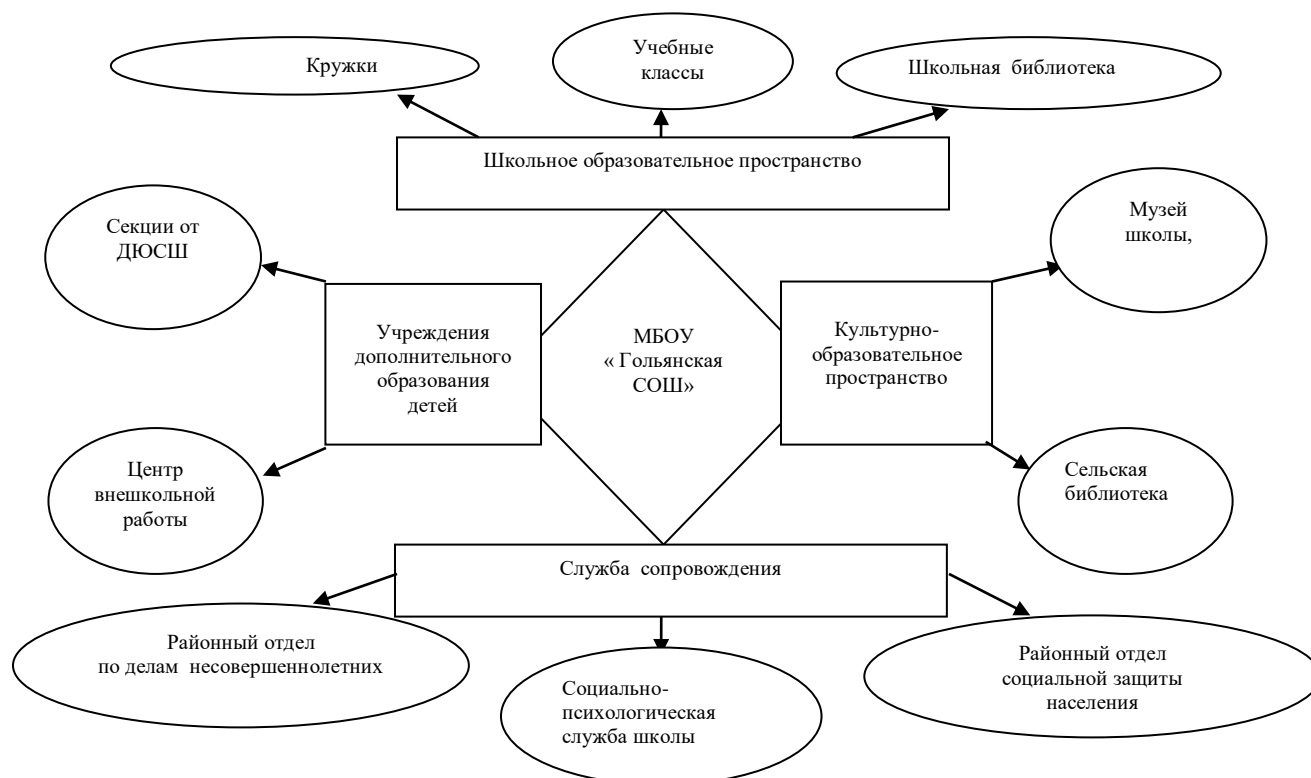 Кружки
Учебные
классы
Школьная библиотека
Школьное образовательное пространство
Секции от
ДЮСШ
Музей
школы,
Учреждения
дополнительного
образования
детей
МБОУ
« Гольянская
СОШ»
Культурно-
образовательное
пространство
Центр
внешкольной
работы
Сельская
библиотека
Служба сопровождения
Районный отдел
по делам несовершеннолетних
Социально-
психологическая
служба школы
Районный отдел
социальной защиты
населения